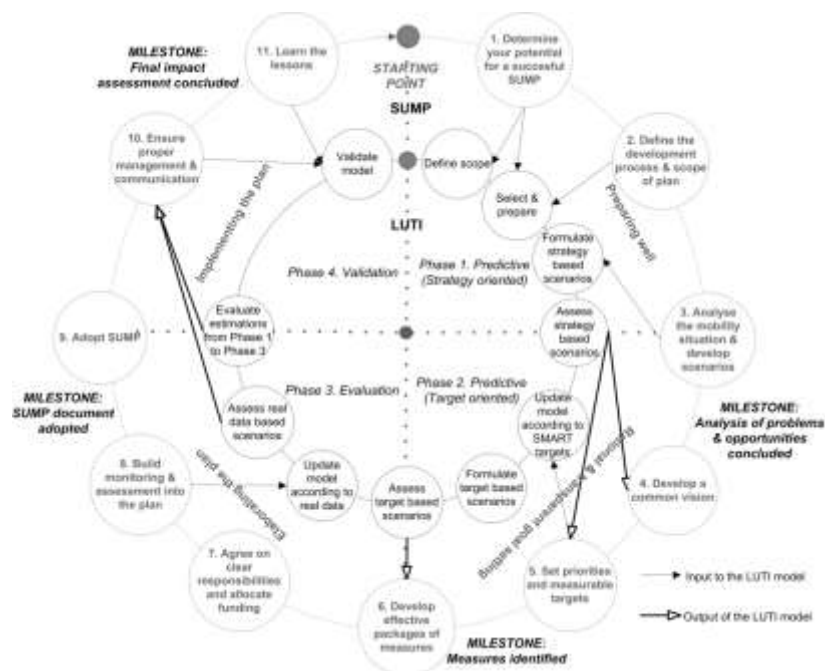 MILESTONE:
Final impact
assessment concluded
11. Learn the
lessons
STARTING
POINT
SUMP
1. Determine
your potential
for a succesful
SUMP
10. Ensure
proper
management &
communication
Validate
model
Define scope
2. Define the
development
process & scope
of plan
Select &
prepare
Implementing the plan
LUTI
Preparing well
Formulate
strategy
based
scenarios
Phase 4. Validation
Phase 1. Predictive
(Strategy oriented)
9. Adopt SUMP
Evaluate
estimations
from Phase 1
to Phase 3
Assess
strategy
based
scenarios
3. Analyse
the mobility
situation &
develop
scenarios
MILESTONE:
SUMP document
adopted
Assess real
data based
scenarios
Phase 3. Evaluation
Phase 2. Predictive
(Target oriented)
Update
model
according to
SMART
targets
MILESTONE:
Analysis of problems
& opportunities
concluded
8. Build
monitoring &
assessment into
the plan
Elaborating the plan
Update
model
according to
real data
Assess
target based
scenarios
Formulate
target based
scenarios
Rational & transparent goal setting
4. Develop a
common vision
7. Agree on
clear
responsibilities
and allocate
funding
6. Develop
effective
packages of
measures
5. Set priorities
and measurable
targets
MILESTONE:
Measures identified
Input to the LUTI model
Output of the LUTI model